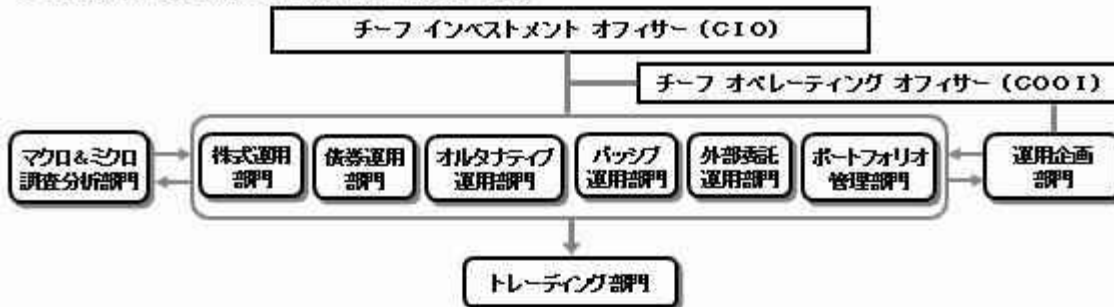 チーフ インベストメント オフィサー (CIO)
チーフ オペレーティング オフィサー (COOI)
マクロ&ミクロ
調査分析部門
株式運用
部門
債券運用
部門
オルタナティブ
運用部門
パッシブ
運用部門
外部委託
運用部門
ポートフォリオ
管理部門
運用企画
部門
トレーディング部門